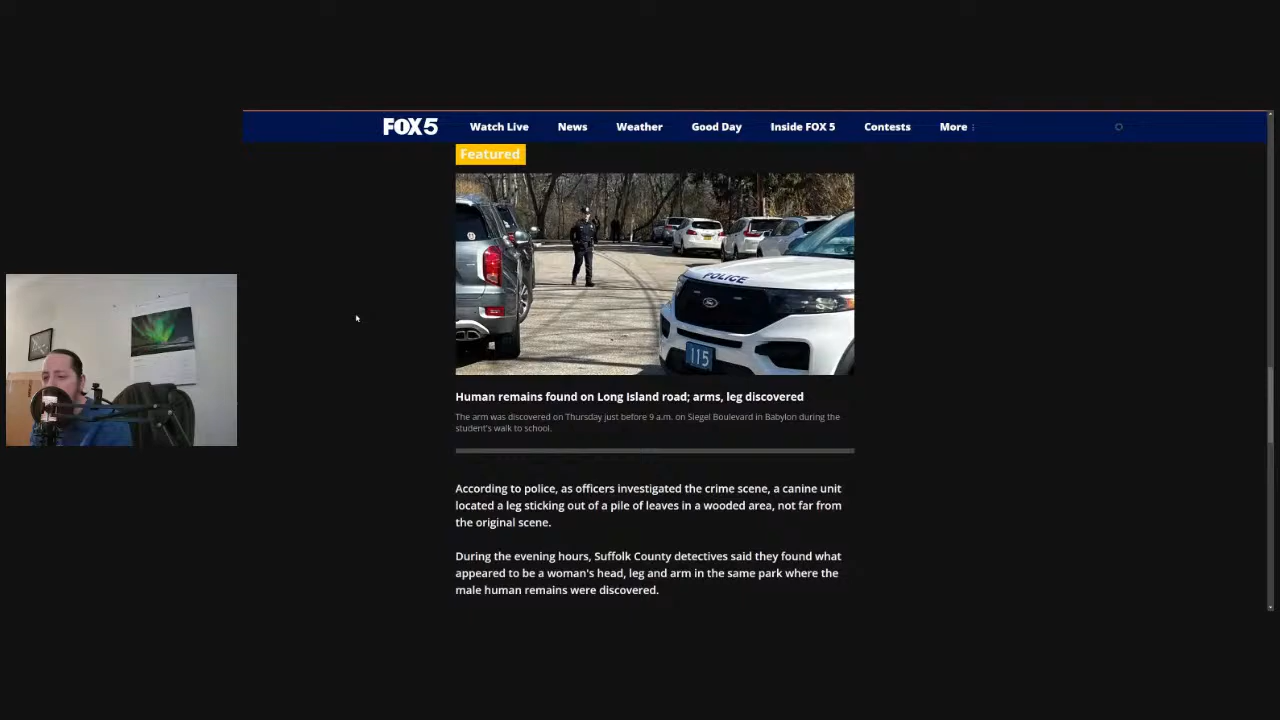 FOX 5 Watch Live News Weather Good Day Inside FOX 5 Contests More
Featured
POLICE
115
Human remains found on Long Island road; arms, leg discovered
The arm was discovered on Thursday just before 9 a.m. on Siegel Boulevard in Babylon during the
student's walk to school.
According to police, as officers investigated the crime scene, a canine unit
located a leg sticking out of a pile of leaves in a wooded area, not far from
the original scene.
During the evening hours, Suffolk County detectives said they found what
appeared to be a woman's head, leg and arm in the same park where the
male human remains were discovered.